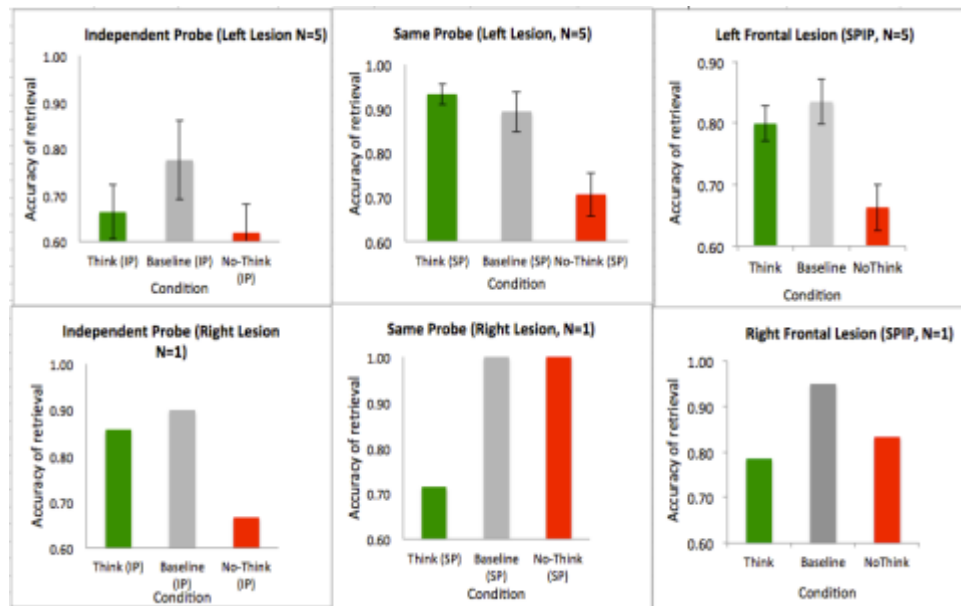 Independent Probe (Left Lesion N=5)
1.00
0.90
0.80
0.70
0.60
Accuracy of retrieval
Think (IP) Baseline (IP) No-Think
(IP)
Condition
Same Probe (Left Lesion, N=5)
1.00
0.90
0.80
0.70
0.60
Accuracy of retrieval
Think (SP) Baseline (SP) No-Think (SP)
Condition
Left Frontal Lesion (SPIP, N=5)
0.90
0.80
0.70
0.60
Accuracy of retrieval
Think Baseline NoThink
Condition
Independent Probe (Right Lesion
N=1)
1.00
0.90
0.80
0.70
0.60
Accuracy of retrieval
Think (IP) Baseline No-Think
(IP) (IP)
Condition
Same Probe (Right Lesion, N=1)
1.00
0.90
0.80
0.70
0.60
Accuracy of retrieval
Think (SP) Baseline No-Think
(SP) (SP)
Condition
Right Frontal Lesion (SPIP, N=1)
1.00
0.90
0.80
0.70
0.60
Accuracy of retrieval
Think Baseline NoThink
Condition